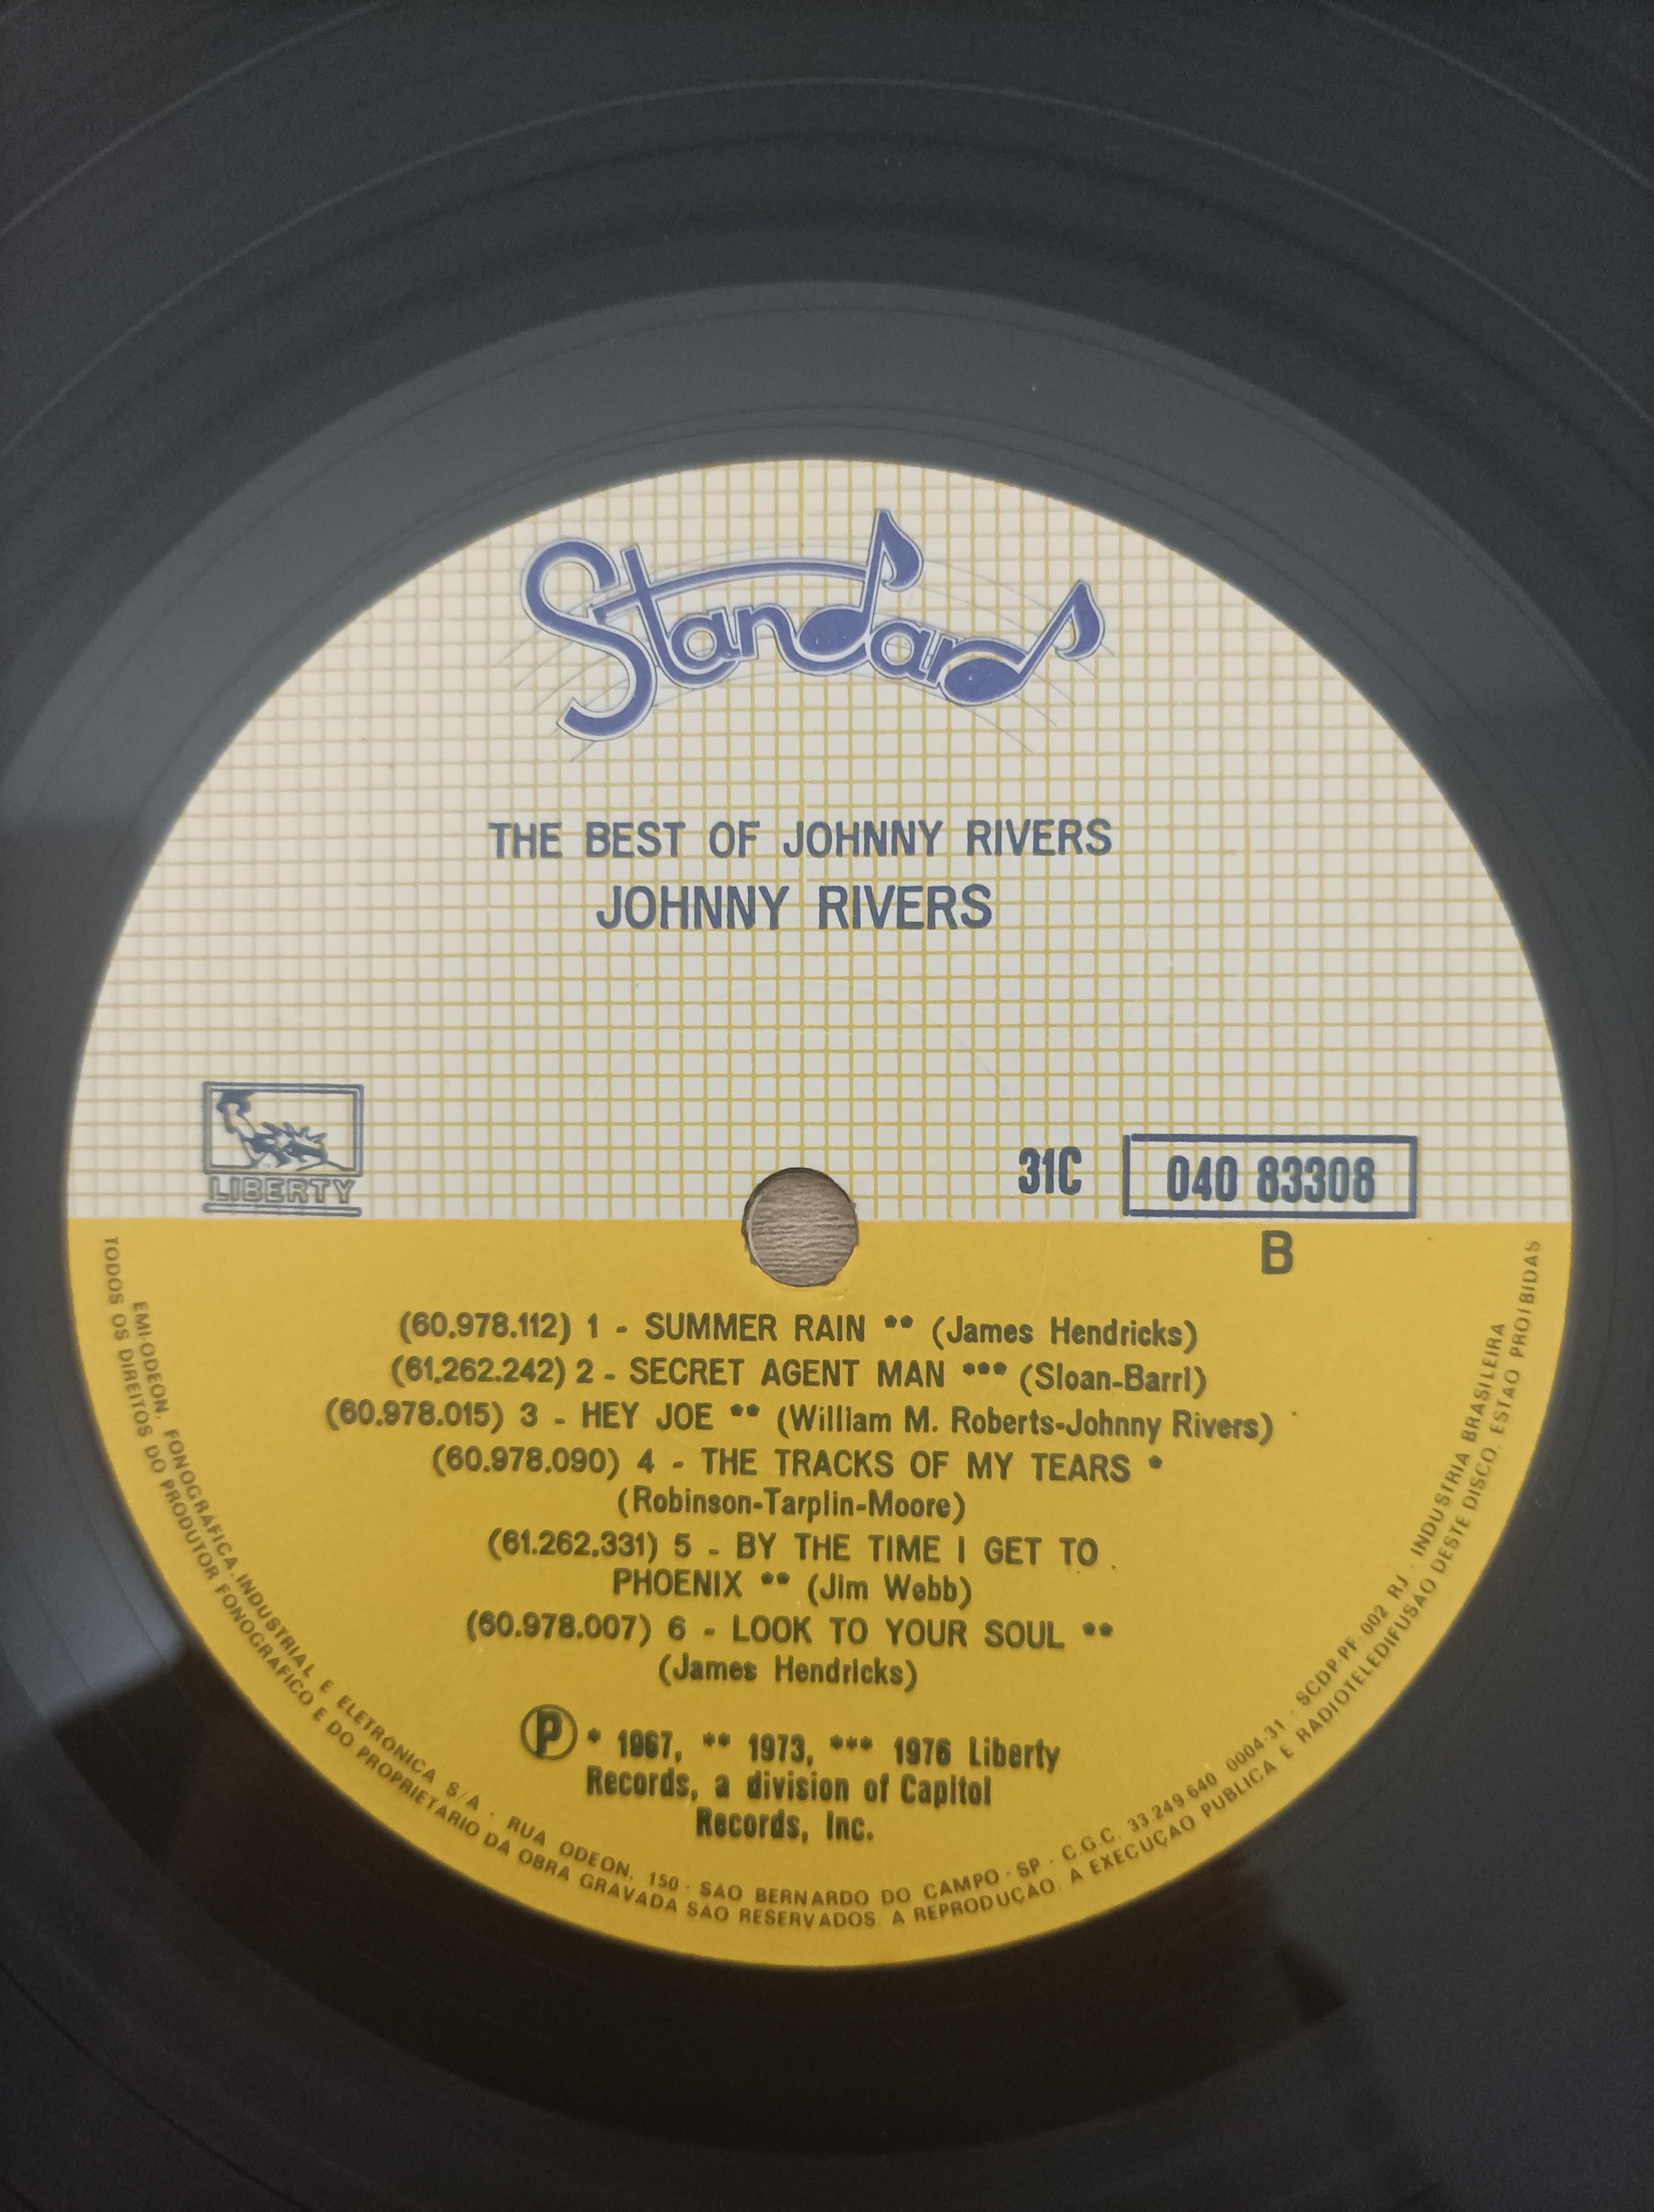 Standard
THE BEST OF JOHNNY RIVERS
JOHNNY RIVERS
LIBERTY
31C 040 83308
B
(60.978.112) 1 - SUMMER RAIN ** (James Hendricks)
(61.262.242) 2 - SECRET AGENT MAN *** (Sloan-Barri)
(60.978.015) 3 - HEY JOE ** (William M. Roberts-Johnny Rivers)
(60.978.090) 4 - THE TRACKS OF MY TEARS *
(Robinson-Tarplin-Moore)
(61.262.331) 5 - BY THE TIME I GET TO
PHOENIX ** (Jim Webb)
(60.978.007) 6 - LOOK TO YOUR SOUL **
(James Hendricks)
Ⓟ * 1967, ** 1973, *** 1976 Liberty
Records, a division of Capitol
Records, Inc.
EMI-ODEON, FONOGRAFICA, INDUSTRIAL E ELETRONICA S/A · RUA ODEON, 150 · SAO BERNARDO DO CAMPO · SP · C.G.C. 33 249 640 0004-31 · SCDP-PF 002 RJ · INDUSTRIA BRASILEIRA
TODOS OS DIREITOS DO PRODUTOR FONOGRAFICO E DO PROPRIETARIO DA OBRA GRAVADA SAO RESERVADOS. A REPRODUÇAO, A EXECUÇAO PUBLICA E RADIOTELEDIFUSAO DESTE DISCO, ESTAO PROIBIDAS